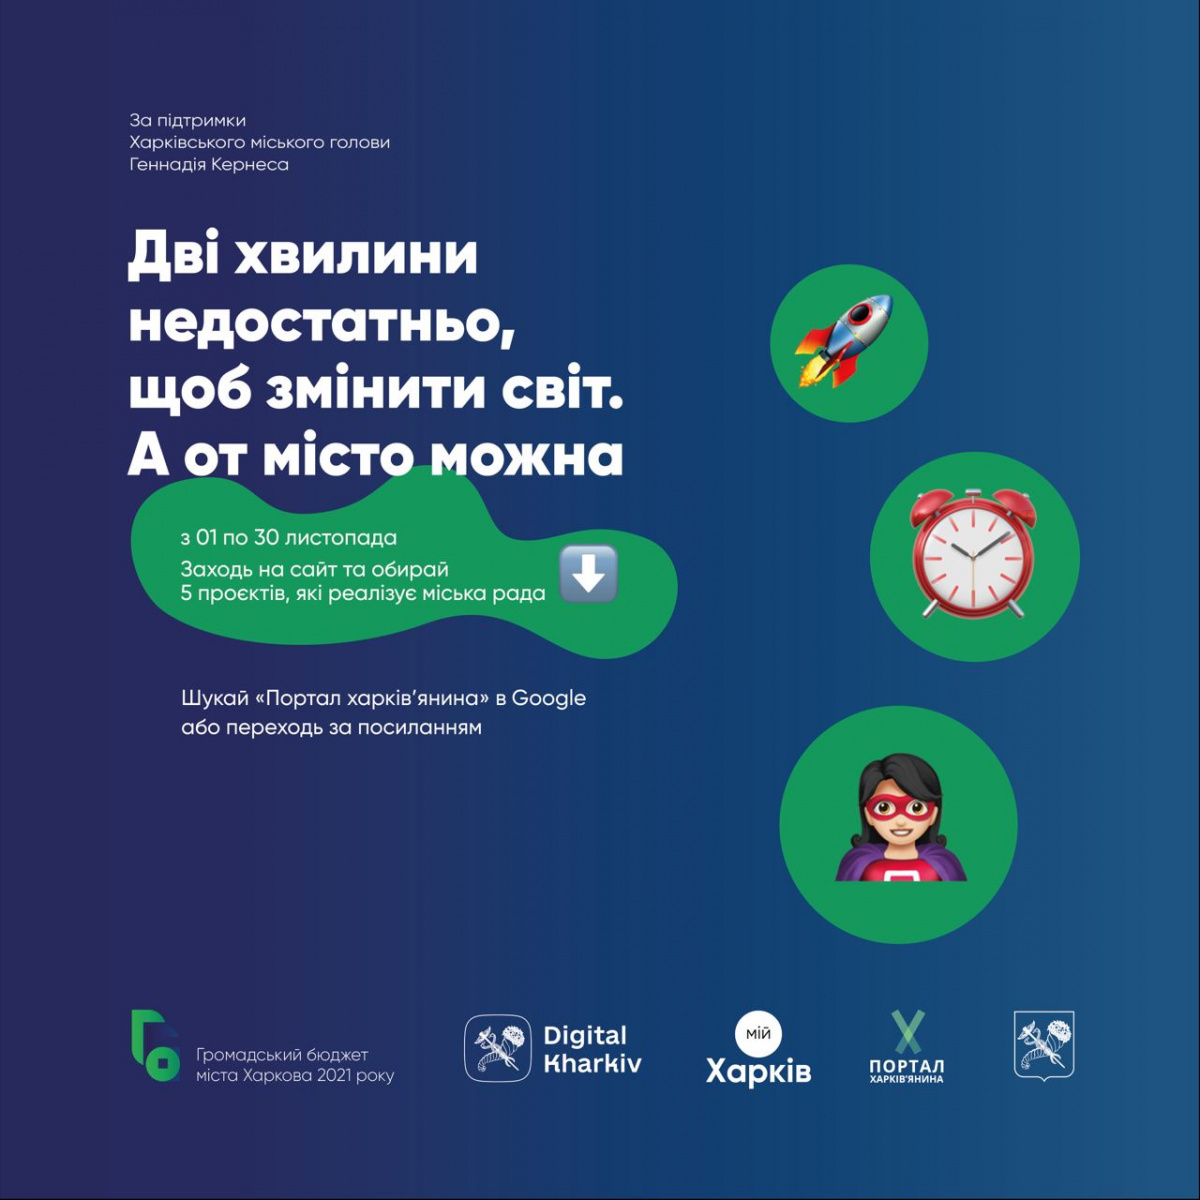 За підтримки
Харківського міського голови
Геннадія Кернеса
Дві хвилини
недостатньо,
щоб змінити світ.
А от місто можна
з 01 по 30 листопада
Заходь на сайт та обирай
5 проєктів, які реалізує міська рада
Шукай «Портал харків’янина» в Google
або переходь за посиланням
Громадський бюджет
міста Харкова 2021 року
Digital
Kharkiv
мій
Харків
ПОРТАЛ
ХАРКІВ'ЯНИНА